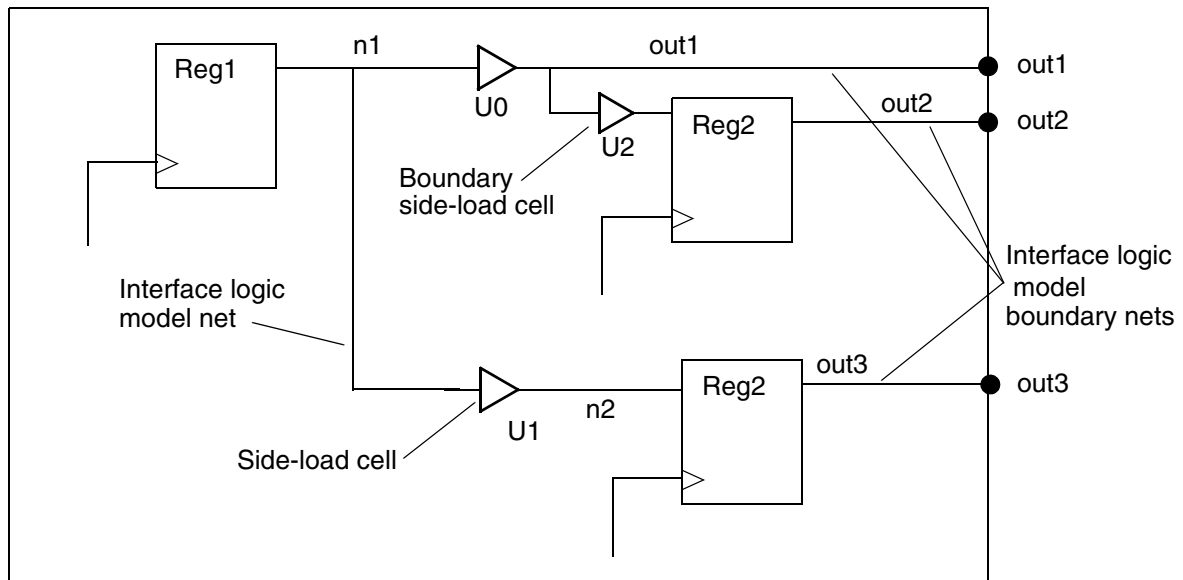 n1
out1
out1
Reg1
out2
out2
U0
Reg2
U2
Boundary
side-load cell
Interface logic
model
boundary nets
Interface logic
model net
out3
out3
Reg2
n2
U1
Side-load cell